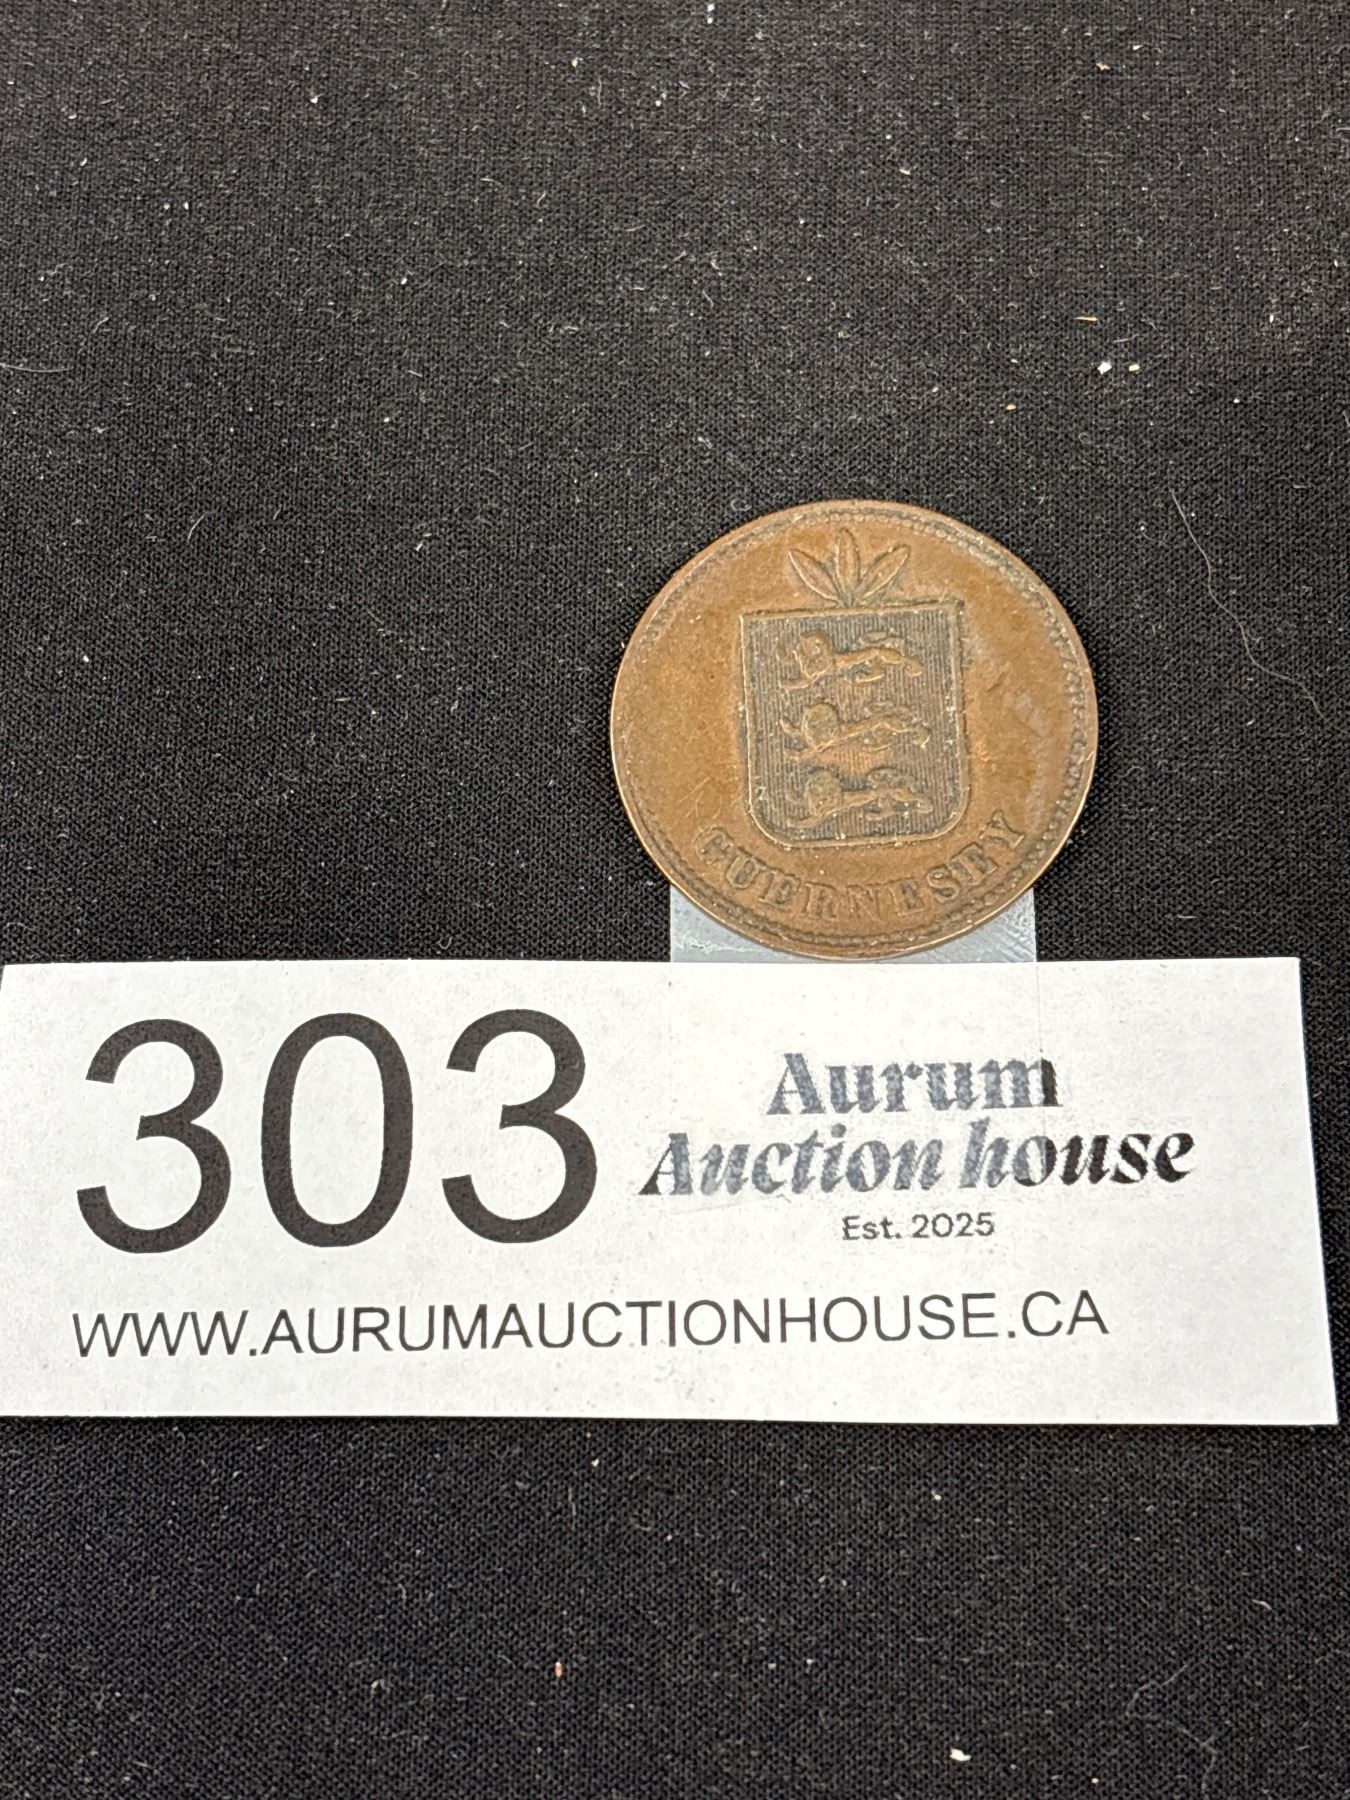 GUERNESEY
303
Aurum
Auction house
Est. 2025
WWW.AURUMAUCTIONHOUSE.CA